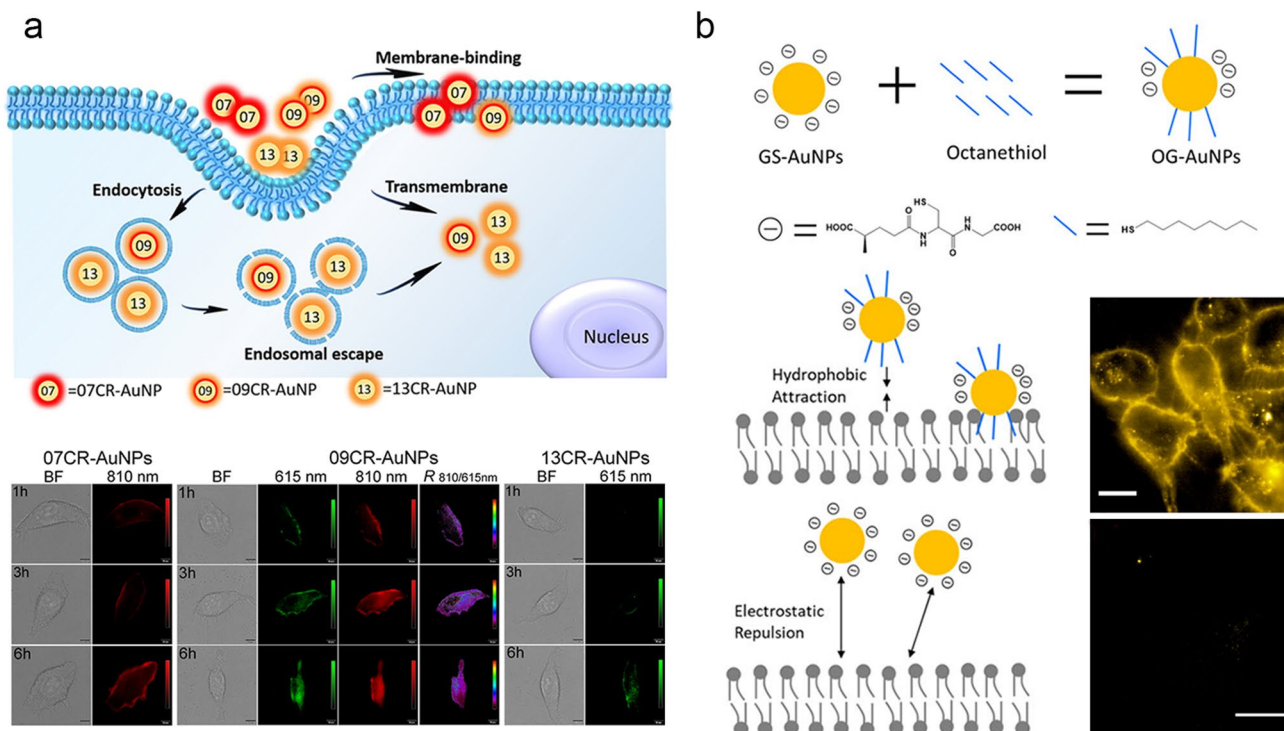 a
Membrane-binding
07
07
09
09
13
13
07
07
09
Endocytosis
Transmembrane
09
13
13
09
13
13
09
13
13
Endosomal escape
Nucleus
07 =07CR-AuNP
09 =09CR-AuNP
13 =13CR-AuNP
07CR-AuNPs
09CR-AuNPs
13CR-AuNPs
BF 810 nm
BF 615 nm 810 nm R 810/615nm
BF 615 nm
1h
1h
1h
3h
3h
3h
6h
6h
6h
b
GS-AuNPs
+
Octanethiol
=
OG-AuNPs
=
HOOC
O
N
H
HS
O
H
N
COOH
=
HS
Hydrophobic
Attraction
Electrostatic
Repulsion